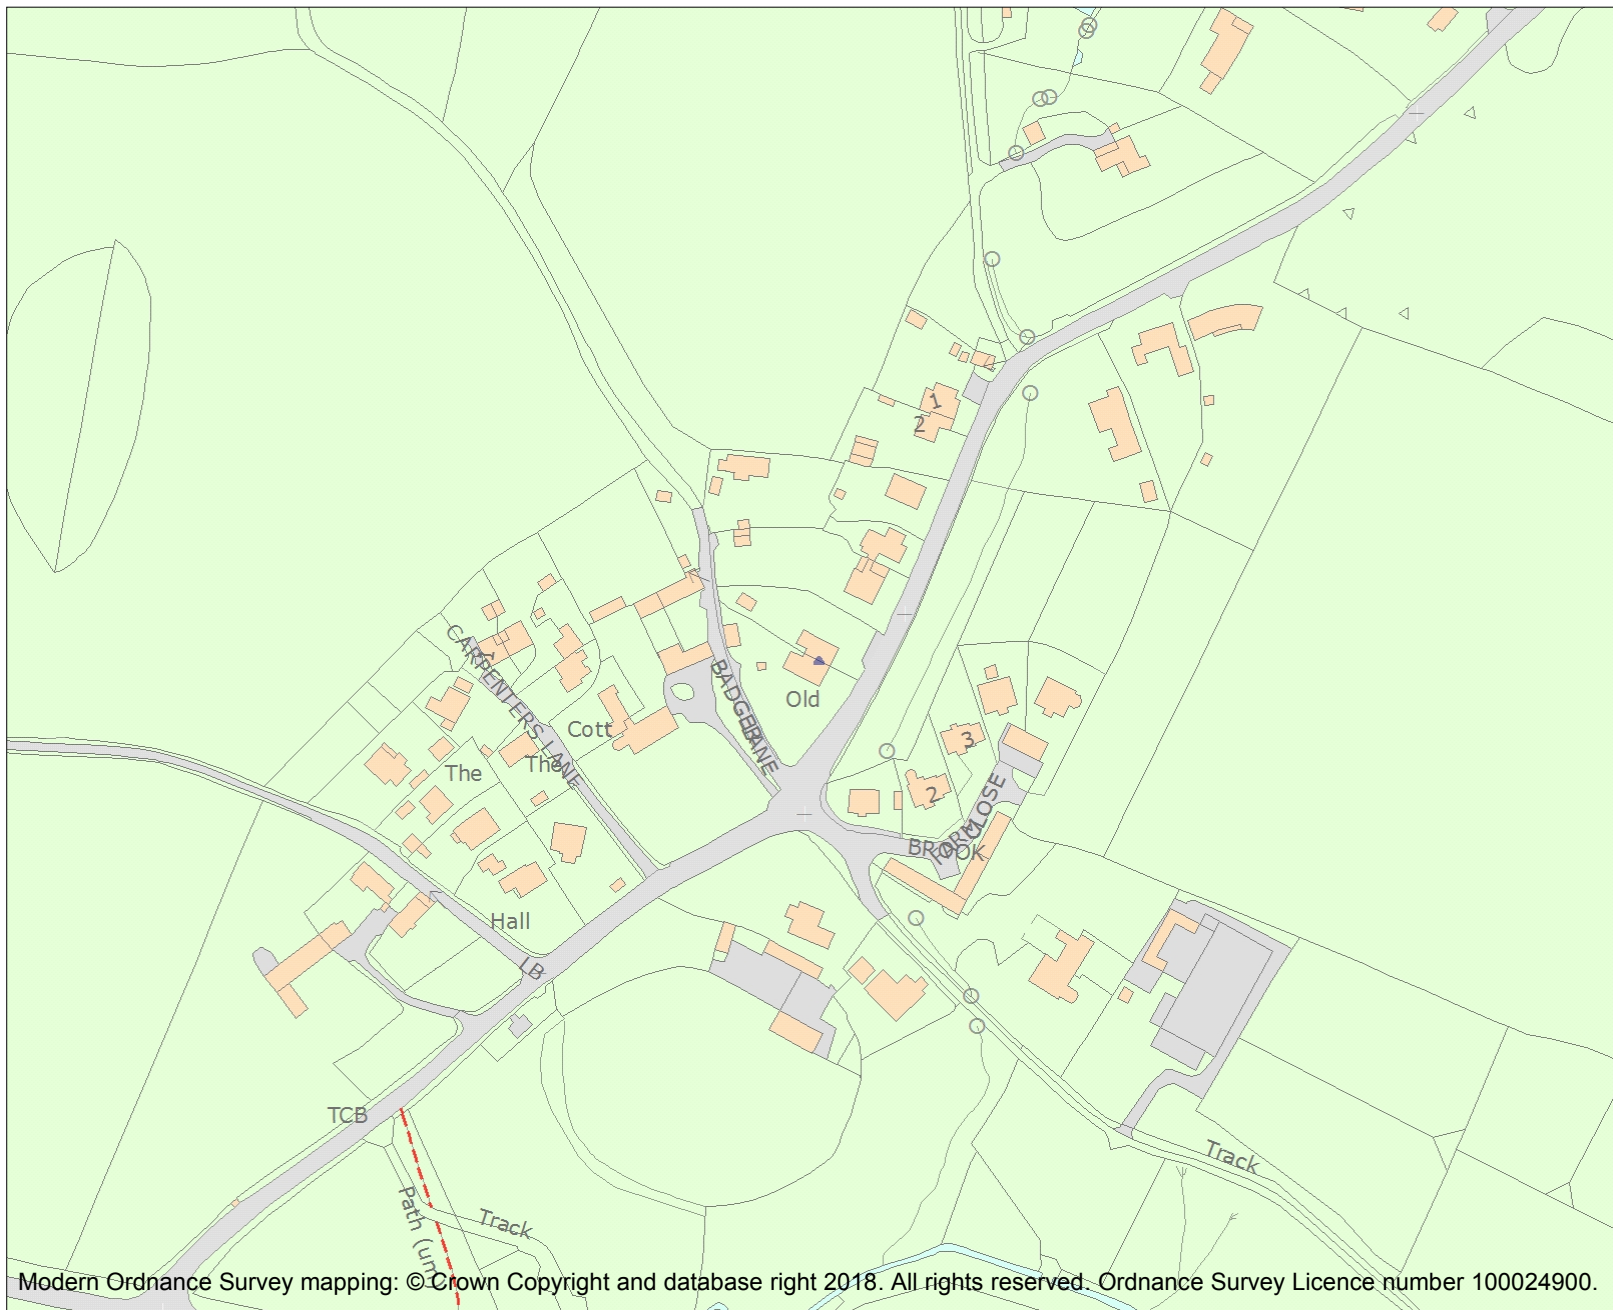 1
2
CARPENTERS LANE
1
BADGER LANE
Old
Cott
The
The
3
2
BROOK
FARM
CLOSE
Hall
LB
TCB
Track
Track
Path (um)
Modern Ordnance Survey mapping: © Crown Copyright and database right 2018. All rights reserved. Ordnance Survey Licence number 100024900.